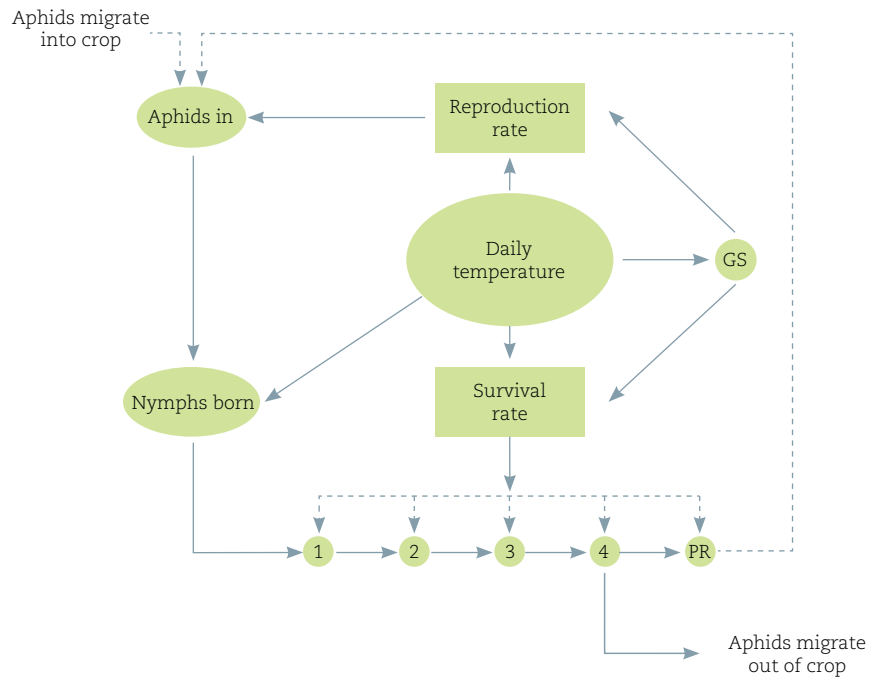 Aphids migrate
into crop
Aphids in
Reproduction
rate
Daily
temperature
GS
Nymphs born
Survival
rate
1
2
3
4
PR
Aphids migrate
out of crop